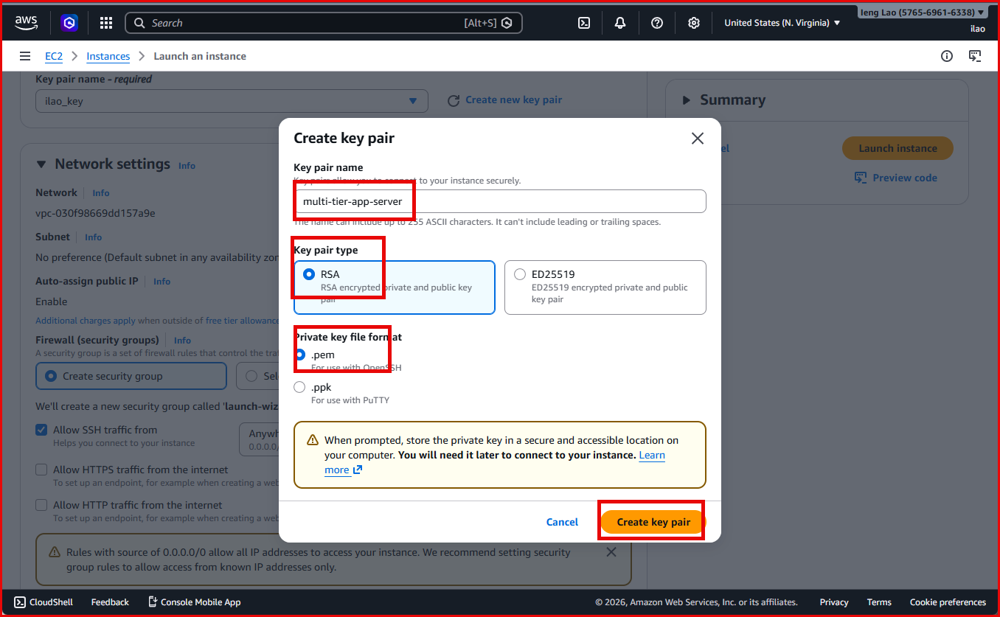 aws
Search
[Alt+S]
United States (N. Virginia)
Ieng Lao (5765-6961-6338)
ilao
EC2
Instances
Launch an instance
Key pair name - required
ilao_key
Create new key pair
Summary
Launch instance
Preview code
Network settings
Info
Network
Info
vpc-030f98669dd157a9e
Subnet
Info
No preference (Default subnet in any availability zon
Auto-assign public IP
Info
Enable
Additional charges apply when outside of free tier allowance
Firewall (security groups)
Info
A security group is a set of firewall rules that control the traf
Create security group
Sel
We'll create a new security group called 'launch-wiz
Allow SSH traffic from
Helps you connect to your instance
Anywh
0.0.0.0/
Allow HTTPS traffic from the internet
To set up an endpoint, for example when creating a web
Allow HTTP traffic from the internet
To set up an endpoint, for example when creating a web
Rules with source of 0.0.0.0/0 allow all IP addresses to access your instance. We recommend setting security
group rules to allow access from known IP addresses only.
Create key pair
Key pair name
Key pairs allow you to connect to your instance securely.
multi-tier-app-server
The name can include up to 255 ASCII characters. It can't include leading or trailing spaces.
Key pair type
RSA
RSA encrypted private and public key
pair
ED25519
ED25519 encrypted private and public
key pair
Private key file format
.pem
For use with OpenSSH
.ppk
For use with PuTTY
When prompted, store the private key in a secure and accessible location on
your computer. You will need it later to connect to your instance. Learn
more
Cancel
Create key pair
CloudShell
Feedback
Console Mobile App
© 2026, Amazon Web Services, Inc. or its affiliates.
Privacy
Terms
Cookie preferences